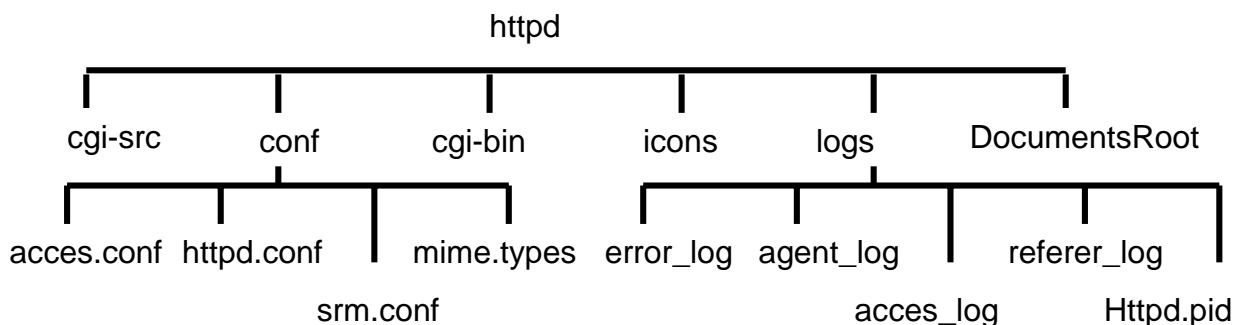 httpd
cgi-src conf cgi-bin icons logs DocumentsRoot
acces.conf httpd.conf mime.types error_log agent_log referer_log
srm.conf acces_log Httpd.pid